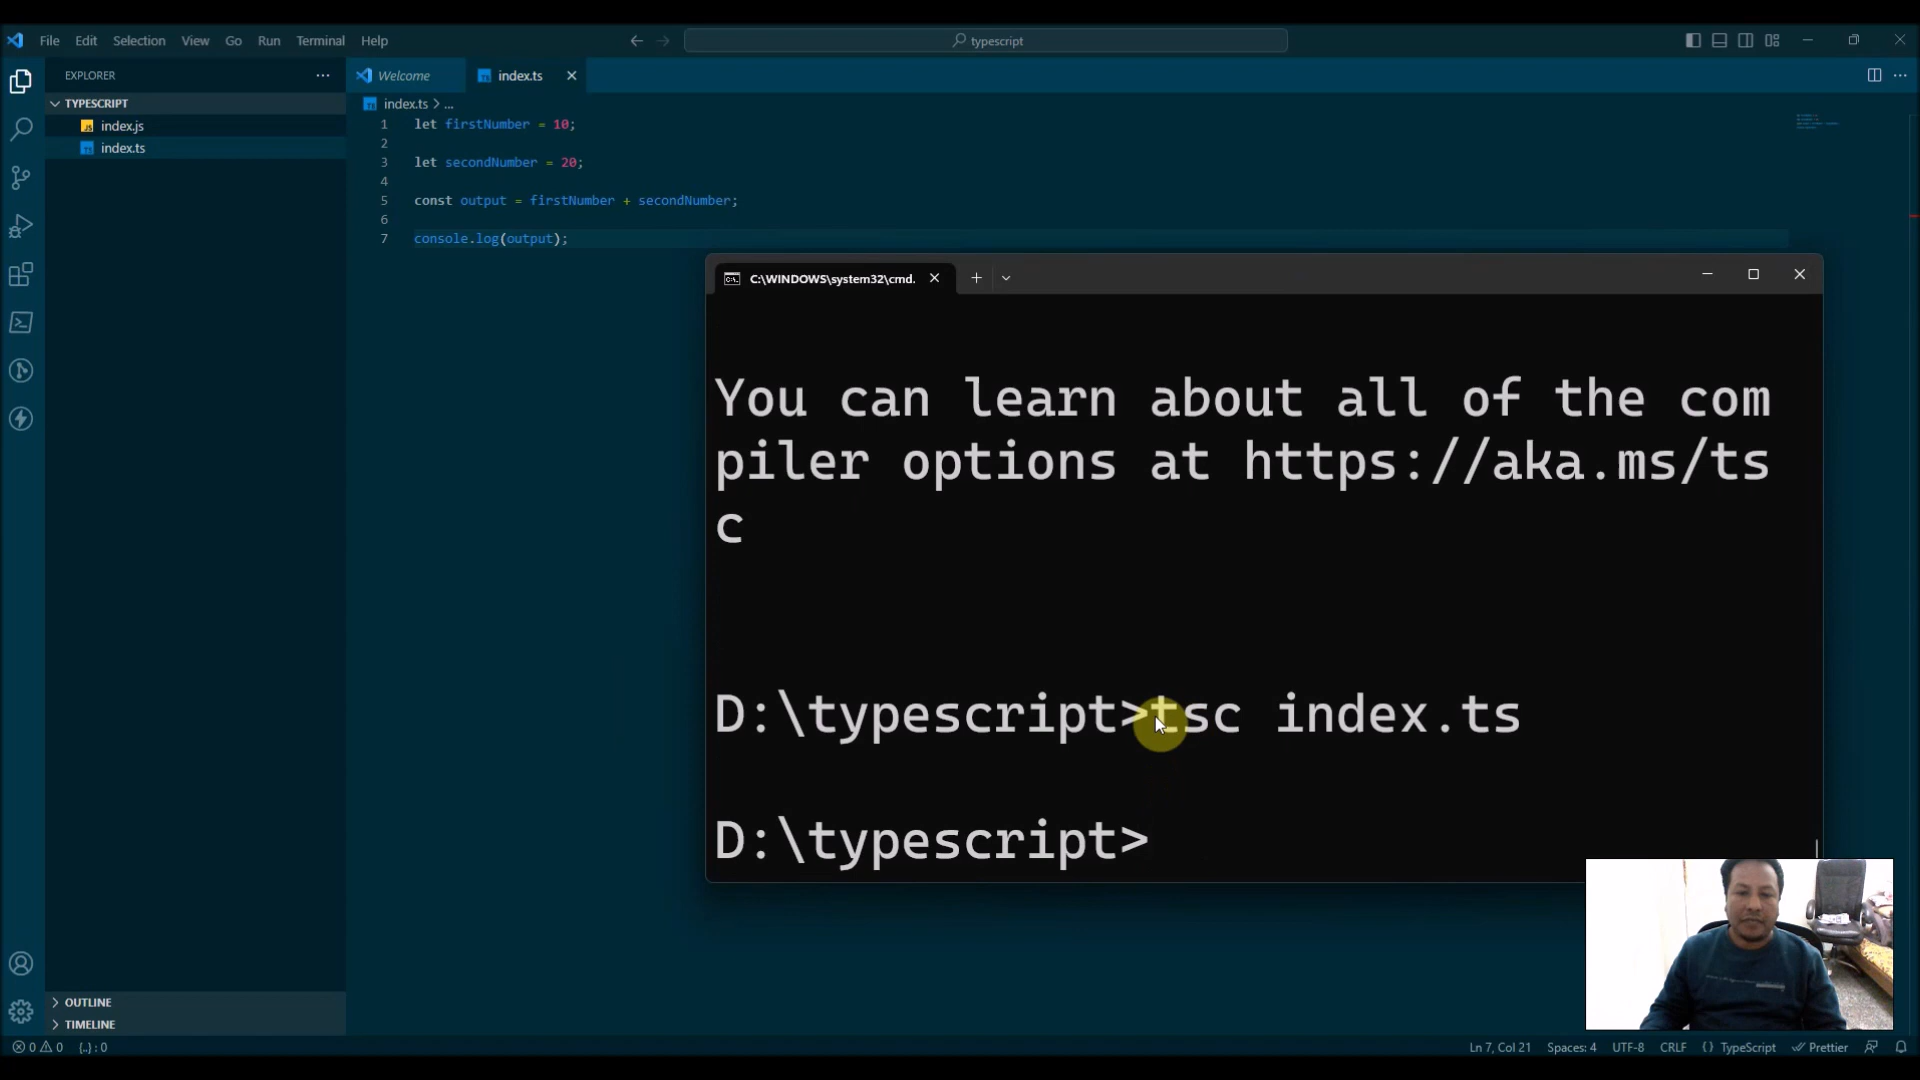 File Edit Selection View Go Run Terminal Help
typescript
EXPLORER
Welcome
index.ts
TYPESCRIPT
index.js
index.ts
index.ts > ...
1 let firstNumber = 10;
2
3 let secondNumber = 20;
4
5 const output = firstNumber + secondNumber;
6
7 console.log(output);
C:\WINDOWS\system32\cmd.
You can learn about all of the com
piler options at https://aka.ms/ts
c
D:\typescript>tsc index.ts
D:\typescript>
OUTLINE
TIMELINE
0 0 {..} : 0
Ln 7, Col 21 Spaces: 4 UTF-8 CRLF {} TypeScript Prettier